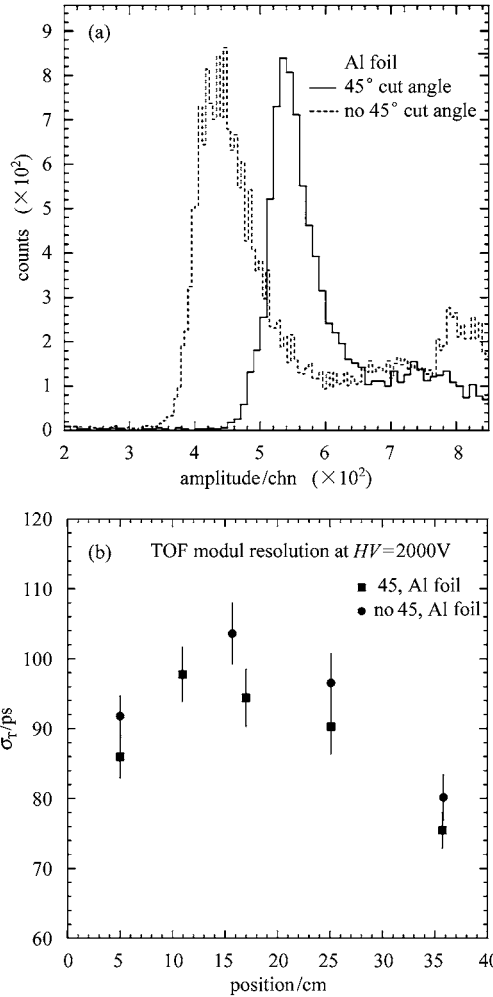 (a)
Al foil
45° cut angle
no 45° cut angle
counts (×10²)
9
8
7
6
5
4
3
2
1
0
2 3 4 5 6 7 8
amplitude/chn (×10²)
(b)
TOF modul resolution at HV=2000V
45, Al foil
no 45, Al foil
σT/ps
120
110
100
90
80
70
60
0 5 10 15 20 25 30 35 40
position/cm